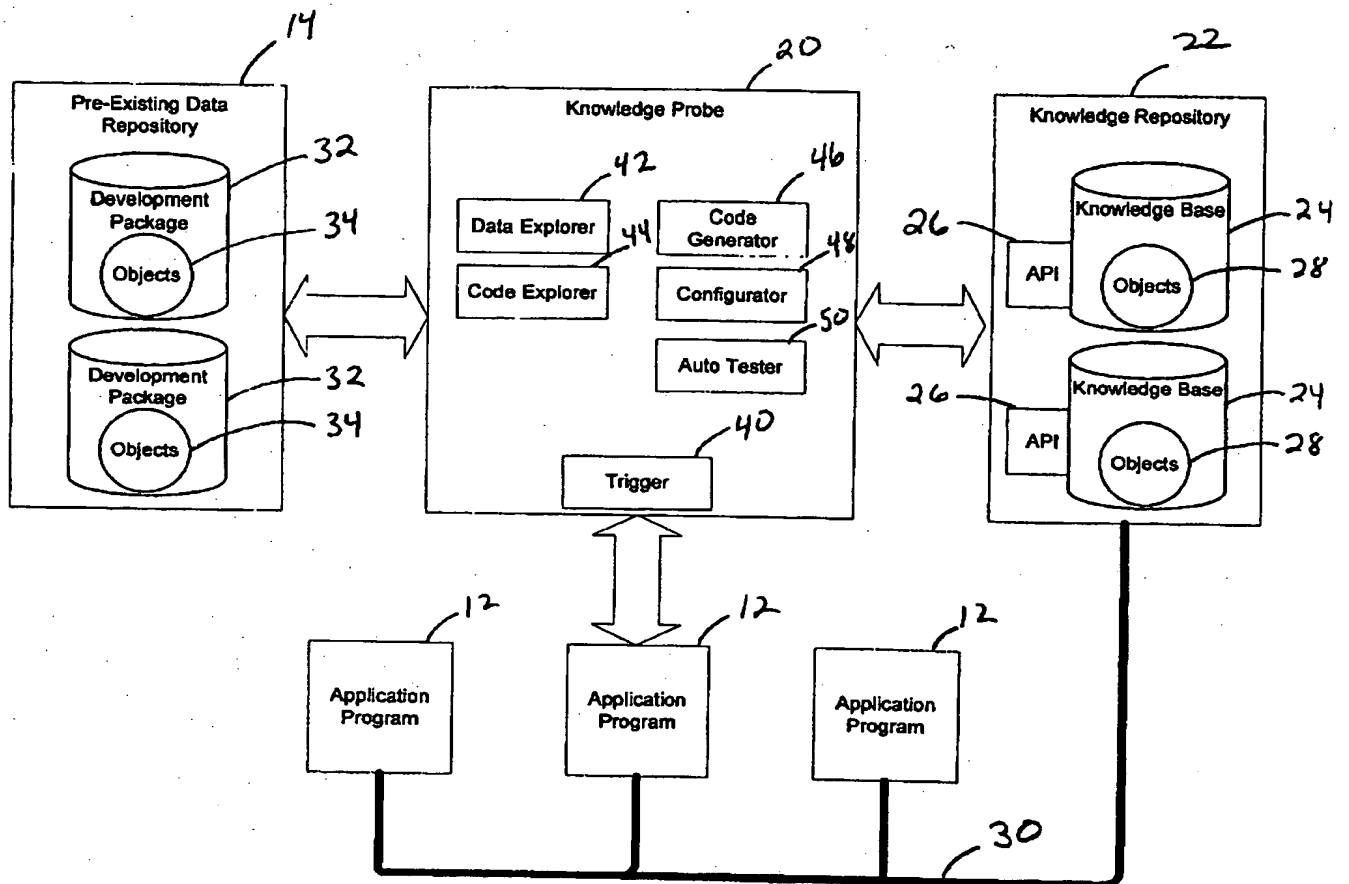 14
20
22
Pre-Existing Data
Repository
32
Development
Package
34
Objects
Development
Package
32
Objects
34
Knowledge Probe
42
Data Explorer
44
Code Explorer
46
Code
Generator
48
Configurator
50
Auto Tester
40
Trigger
Knowledge Repository
26
API
Knowledge Base
24
Objects
28
26
API
Knowledge Base
24
Objects
28
12
Application
Program
12
Application
Program
12
Application
Program
30